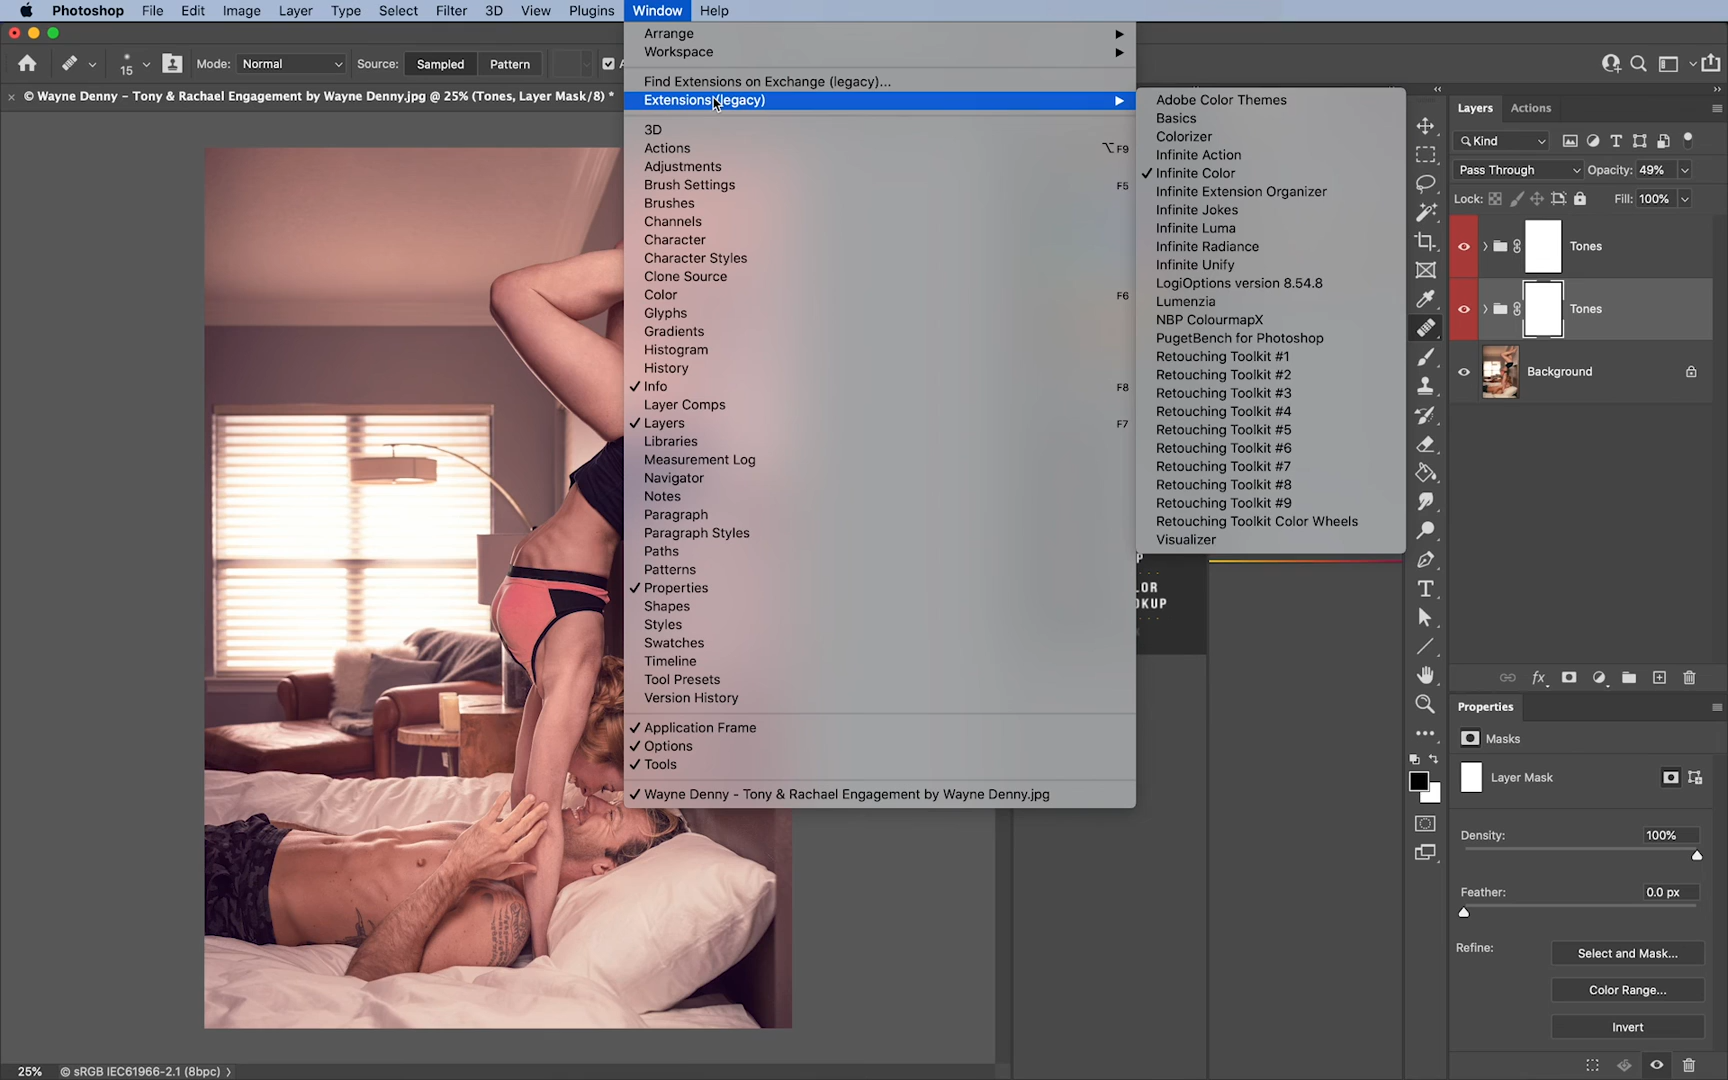 Photoshop File Edit Image Layer Type Select Filter 3D View Plugins Window Help
15 Mode: Normal Source: Sampled Pattern
© Wayne Denny - Tony & Rachael Engagement by Wayne Denny.jpg @ 25% (Tones, Layer Mask/8) *
Arrange
Workspace
Find Extensions on Exchange (legacy)...
Extensions (legacy)
3D
Actions ⌥F9
Adjustments
Brush Settings F5
Brushes
Channels
Character
Character Styles
Clone Source
Color F6
Glyphs
Gradients
Histogram
History
Info F8
Layer Comps
Layers F7
Libraries
Measurement Log
Navigator
Notes
Paragraph
Paragraph Styles
Paths
Patterns
Properties
Shapes
Styles
Swatches
Timeline
Tool Presets
Version History
Application Frame
Options
Tools
Wayne Denny - Tony & Rachael Engagement by Wayne Denny.jpg
Adobe Color Themes
Basics
Colorizer
Infinite Action
Infinite Color
Infinite Extension Organizer
Infinite Jokes
Infinite Luma
Infinite Radiance
Infinite Unify
LogiOptions version 8.54.8
Lumenzia
NBP ColourmapX
PugetBench for Photoshop
Retouching Toolkit #1
Retouching Toolkit #2
Retouching Toolkit #3
Retouching Toolkit #4
Retouching Toolkit #5
Retouching Toolkit #6
Retouching Toolkit #7
Retouching Toolkit #8
Retouching Toolkit #9
Retouching Toolkit Color Wheels
Visualizer
LOR
OKUP
Layers Actions
Kind
Pass Through Opacity: 49%
Lock: Fill: 100%
Tones
Tones
Background
fx
Properties
Masks
Layer Mask
Density: 100%
Feather: 0.0 px
Refine: Select and Mask...
Color Range...
Invert
25% © sRGB IEC61966-2.1 (8bpc)